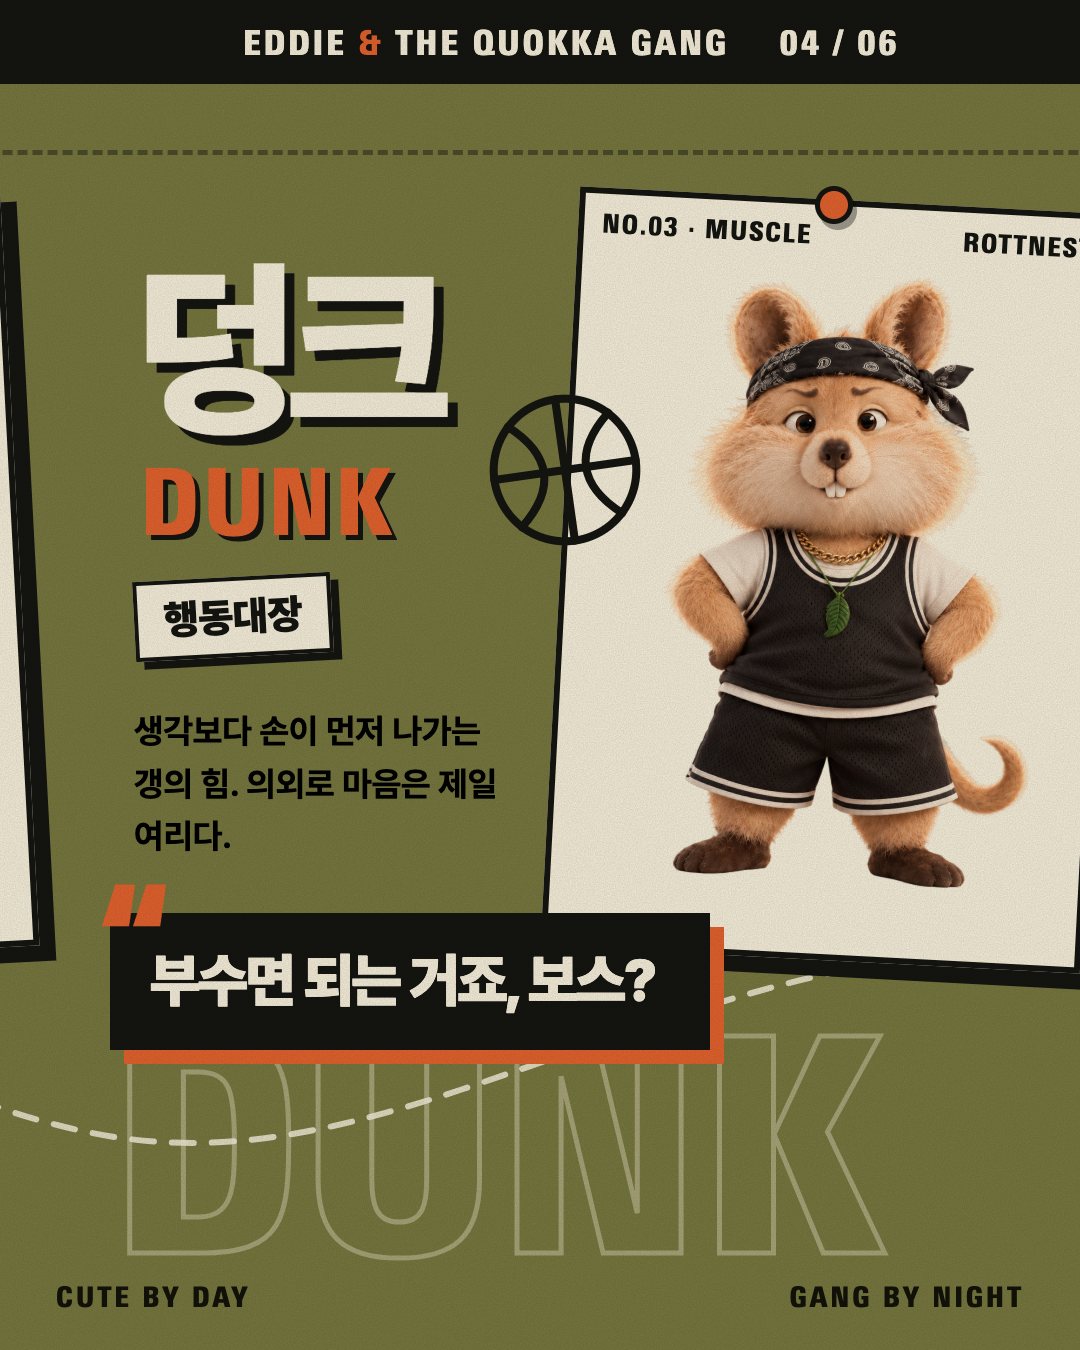 EDDIE & THE QUOKKA GANG 04 / 06
NO.03 · MUSCLE
ROTTNEST
덩크
DUNK
행동대장
생각보다 손이 먼저 나가는
갱의 힘. 의외로 마음은 제일
여리다.
“
부수면 되는 거죠, 보스?
DUNK
CUTE BY DAY
GANG BY NIGHT